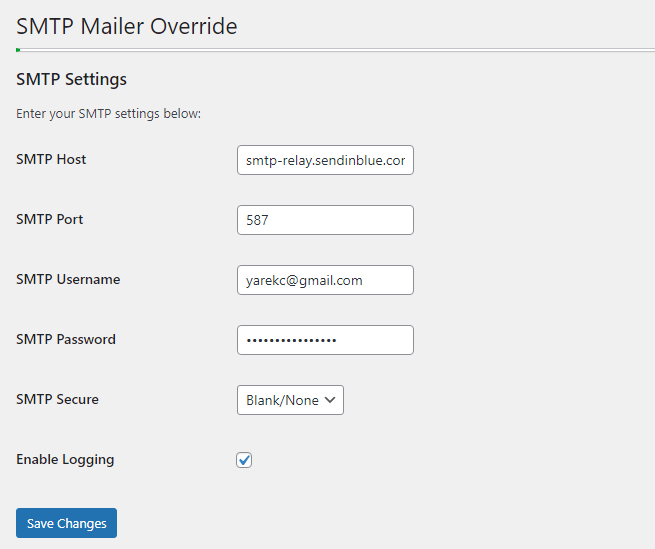 SMTP Mailer Override
SMTP Settings
Enter your SMTP settings below:
SMTP Host
smtp-relay.sendinblue.cor
SMTP Port
587
SMTP Username
yarekc@gmail.com
SMTP Password
••••••••••••••••
SMTP Secure
Blank/None
Enable Logging
Save Changes